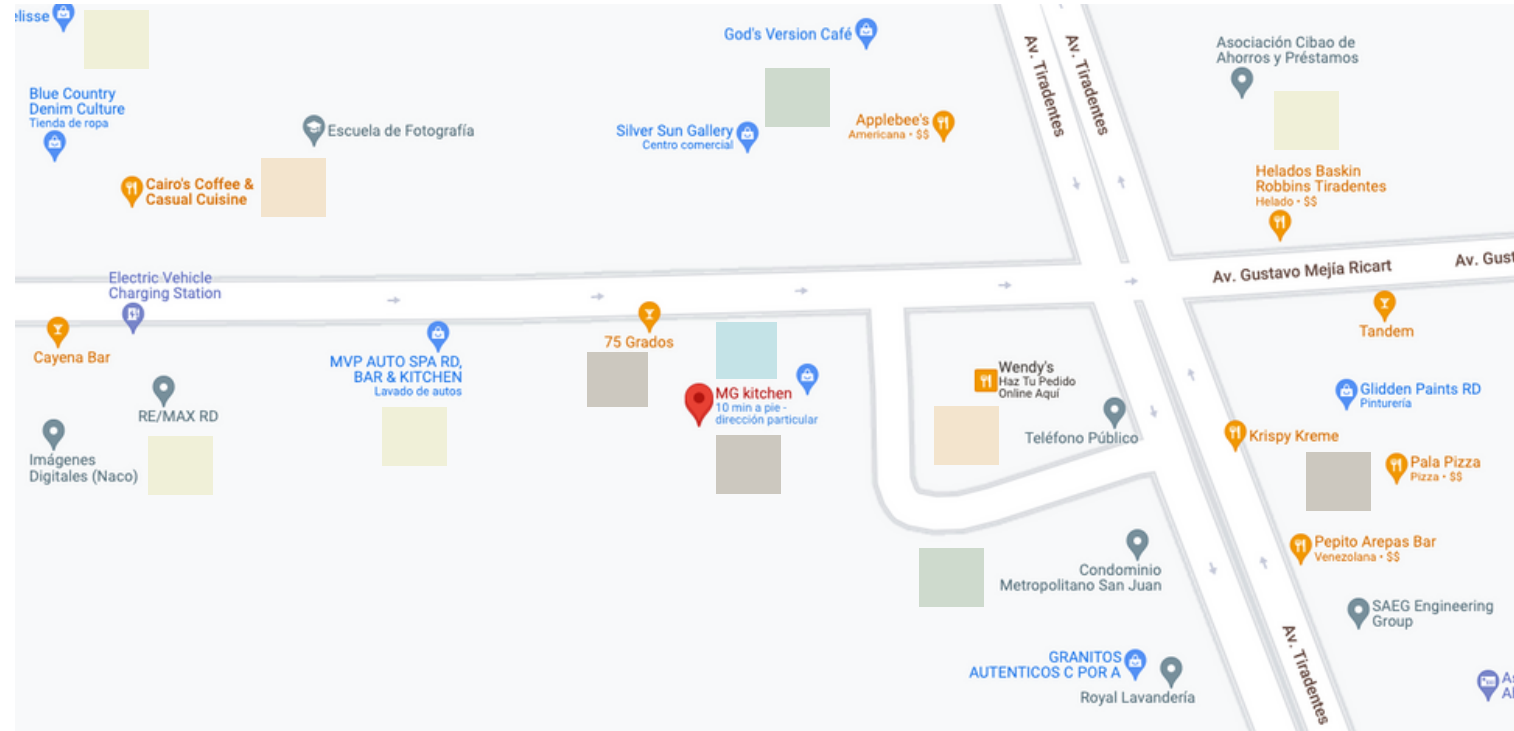 elisse
God's Version Café
Av. Tiradentes
Av. Tiradentes
Asociación Cibao de
Ahorros y Préstamos
Blue Country
Denim Culture
Tienda de ropa
Escuela de Fotografía
Silver Sun Gallery
Centro comercial
Applebee's
Americana • $$
Cairo's Coffee &
Casual Cuisine
Helados Baskin
Robbins Tiradentes
Helado • $$
Electric Vehicle
Charging Station
Av. Gustavo Mejía Ricart
Av. Gust
Cayena Bar
75 Grados
Tandem
MVP AUTO SPA RD,
BAR & KITCHEN
Lavado de autos
MG kitchen
10 min a pie -
dirección particular
Wendy's
Haz Tu Pedido
Online Aquí
Glidden Paints RD
Pinturería
RE/MAX RD
Teléfono Público
Krispy Kreme
Imágenes
Digitales (Naco)
Pala Pizza
Pizza • $$
Pepito Arepas Bar
Venezolana • $$
Condominio
Metropolitano San Juan
SAEG Engineering
Group
GRANITOS
AUTENTICOS C POR A
Royal Lavandería
Av. Tiradentes
As
Al